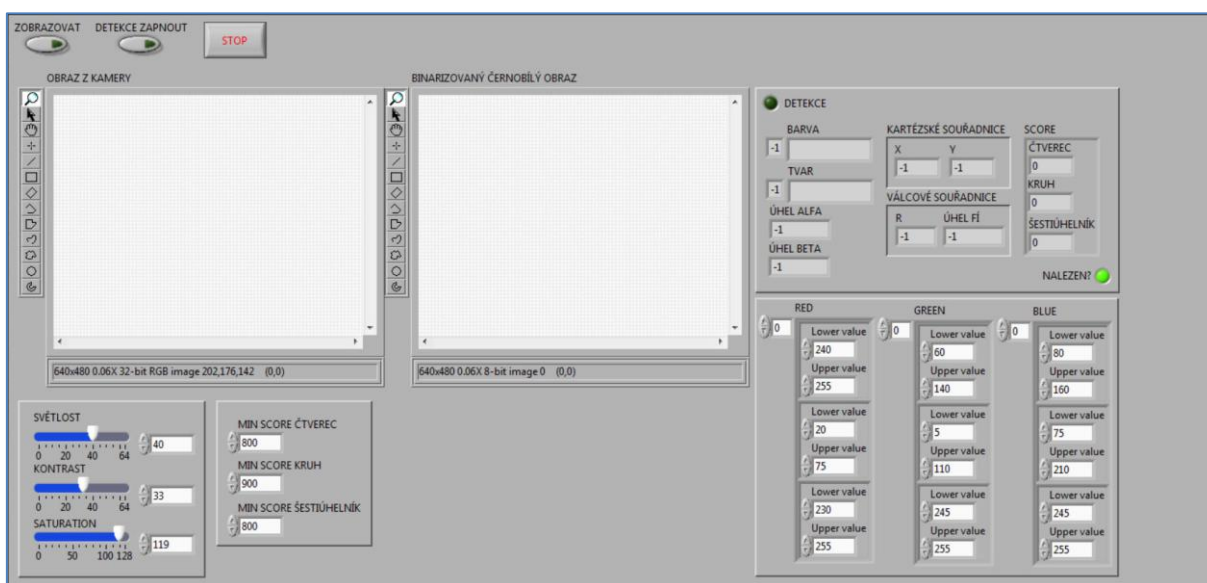 ZOBRAZOVAT DETEKCE ZAPNOUT
STOP
OBRAZ Z KAMERY
640x480 0.06X 32-bit RGB image 202,176,142 (0,0)
BINARIZOVANÝ ČERNOBÍLÝ OBRAZ
640x480 0.06X 8-bit image 0 (0,0)
DETEKCE
BARVA
-1
TVAR
-1
ÚHEL ALFA
-1
ÚHEL BETA
-1
KARTÉZSKÉ SOUŘADNICE
X Y
-1 -1
VÁLCOVÉ SOUŘADNICE
R ÚHEL FÍ
-1 -1
SCORE
ČTVEREC
0
KRUH
0
ŠESTIÚHELNÍK
0
NALEZEN?
SVĚTLOST
40
0 20 40 64
KONTRAST
33
0 20 40 64
SATURATION
119
0 50 100 128
MIN SCORE ČTVEREC
800
MIN SCORE KRUH
900
MIN SCORE ŠESTIÚHELNÍK
800
RED
0
Lower value
240
Upper value
255
Lower value
20
Upper value
75
Lower value
230
Upper value
255
GREEN
0
Lower value
60
Upper value
140
Lower value
5
Upper value
110
Lower value
245
Upper value
255
BLUE
0
Lower value
80
Upper value
160
Lower value
75
Upper value
210
Lower value
245
Upper value
255